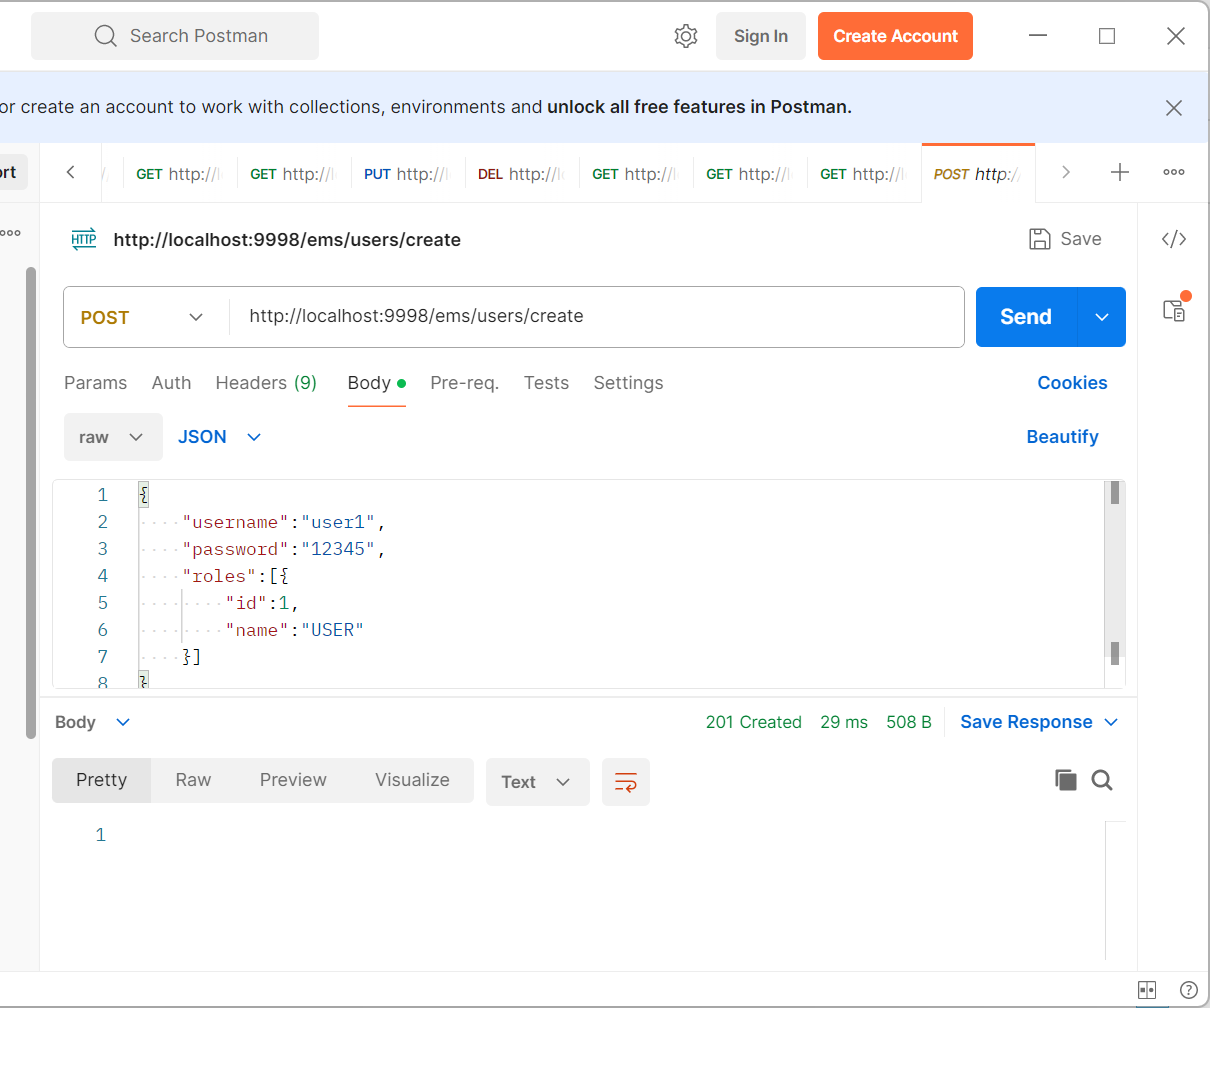 Search Postman
Sign In
Create Account
or create an account to work with collections, environments and unlock all free features in Postman.
ort
GET http://l
GET http://l
PUT http://l
DEL http://lo
GET http://l
GET http://l
GET http://lo
POST http:/
HTTP
http://localhost:9998/ems/users/create
Save
POST
http://localhost:9998/ems/users/create
Send
Params
Auth
Headers (9)
Body
Pre-req.
Tests
Settings
Cookies
raw
JSON
Beautify
1 {
2 "username":"user1",
3 "password":"12345",
4 "roles":[{
5 "id":1,
6 "name":"USER"
7 }]
8 }
Body
201 Created
29 ms
508 B
Save Response
Pretty
Raw
Preview
Visualize
Text
1